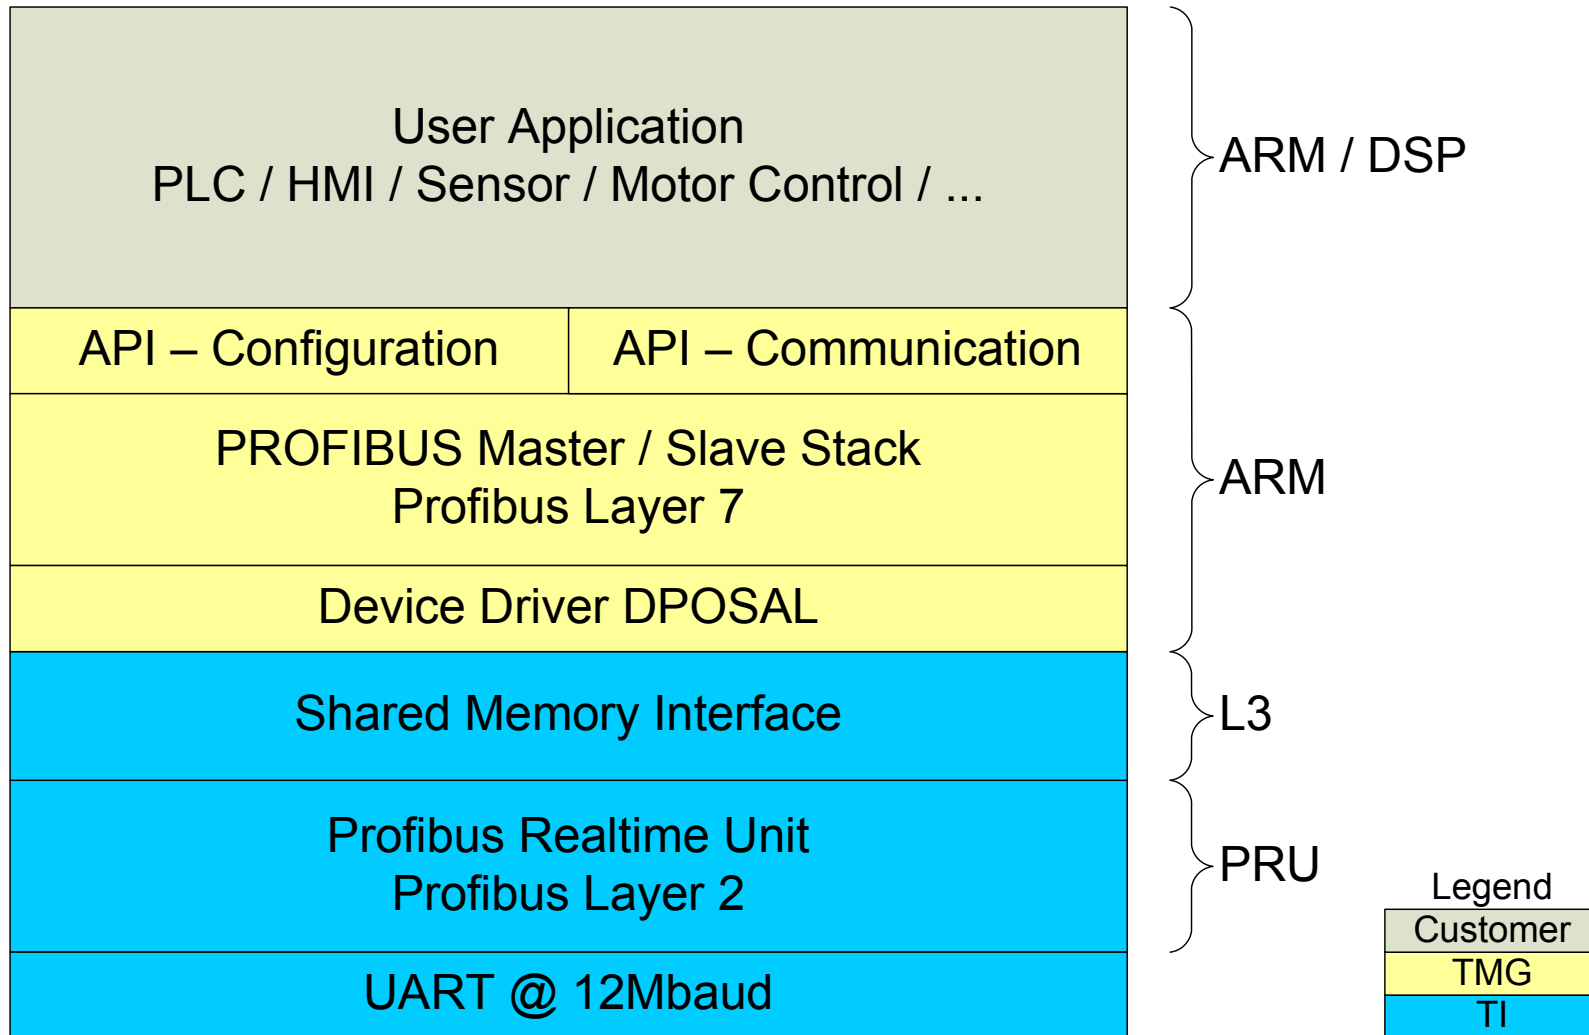 User Application
PLC / HMI / Sensor / Motor Control / ...
ARM / DSP
API – Configuration
API – Communication
PROFIBUS Master / Slave Stack
Profibus Layer 7
ARM
Device Driver DPOSAL
Shared Memory Interface
L3
Profibus Realtime Unit
Profibus Layer 2
PRU
UART @ 12Mbaud
Legend
Customer
TMG
TI